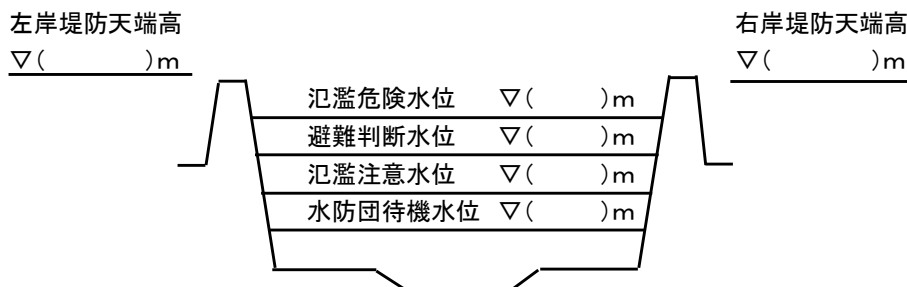 左岸堤防天端高
▽(　　　)m
右岸堤防天端高
▽(　　　)m
氾濫危険水位　▽(　　　)m
避難判断水位　▽(　　　)m
氾濫注意水位　▽(　　　)m
水防団待機水位　▽(　　　)m